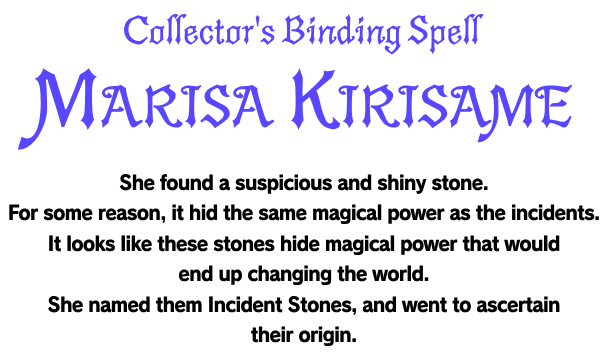 Collector's Binding Spell
MARISA KIRISAME
She found a suspicious and shiny stone.
For some reason, it hid the same magical power as the incidents.
It looks like these stones hide magical power that would
end up changing the world.
She named them Incident Stones, and went to ascertain
their origin.